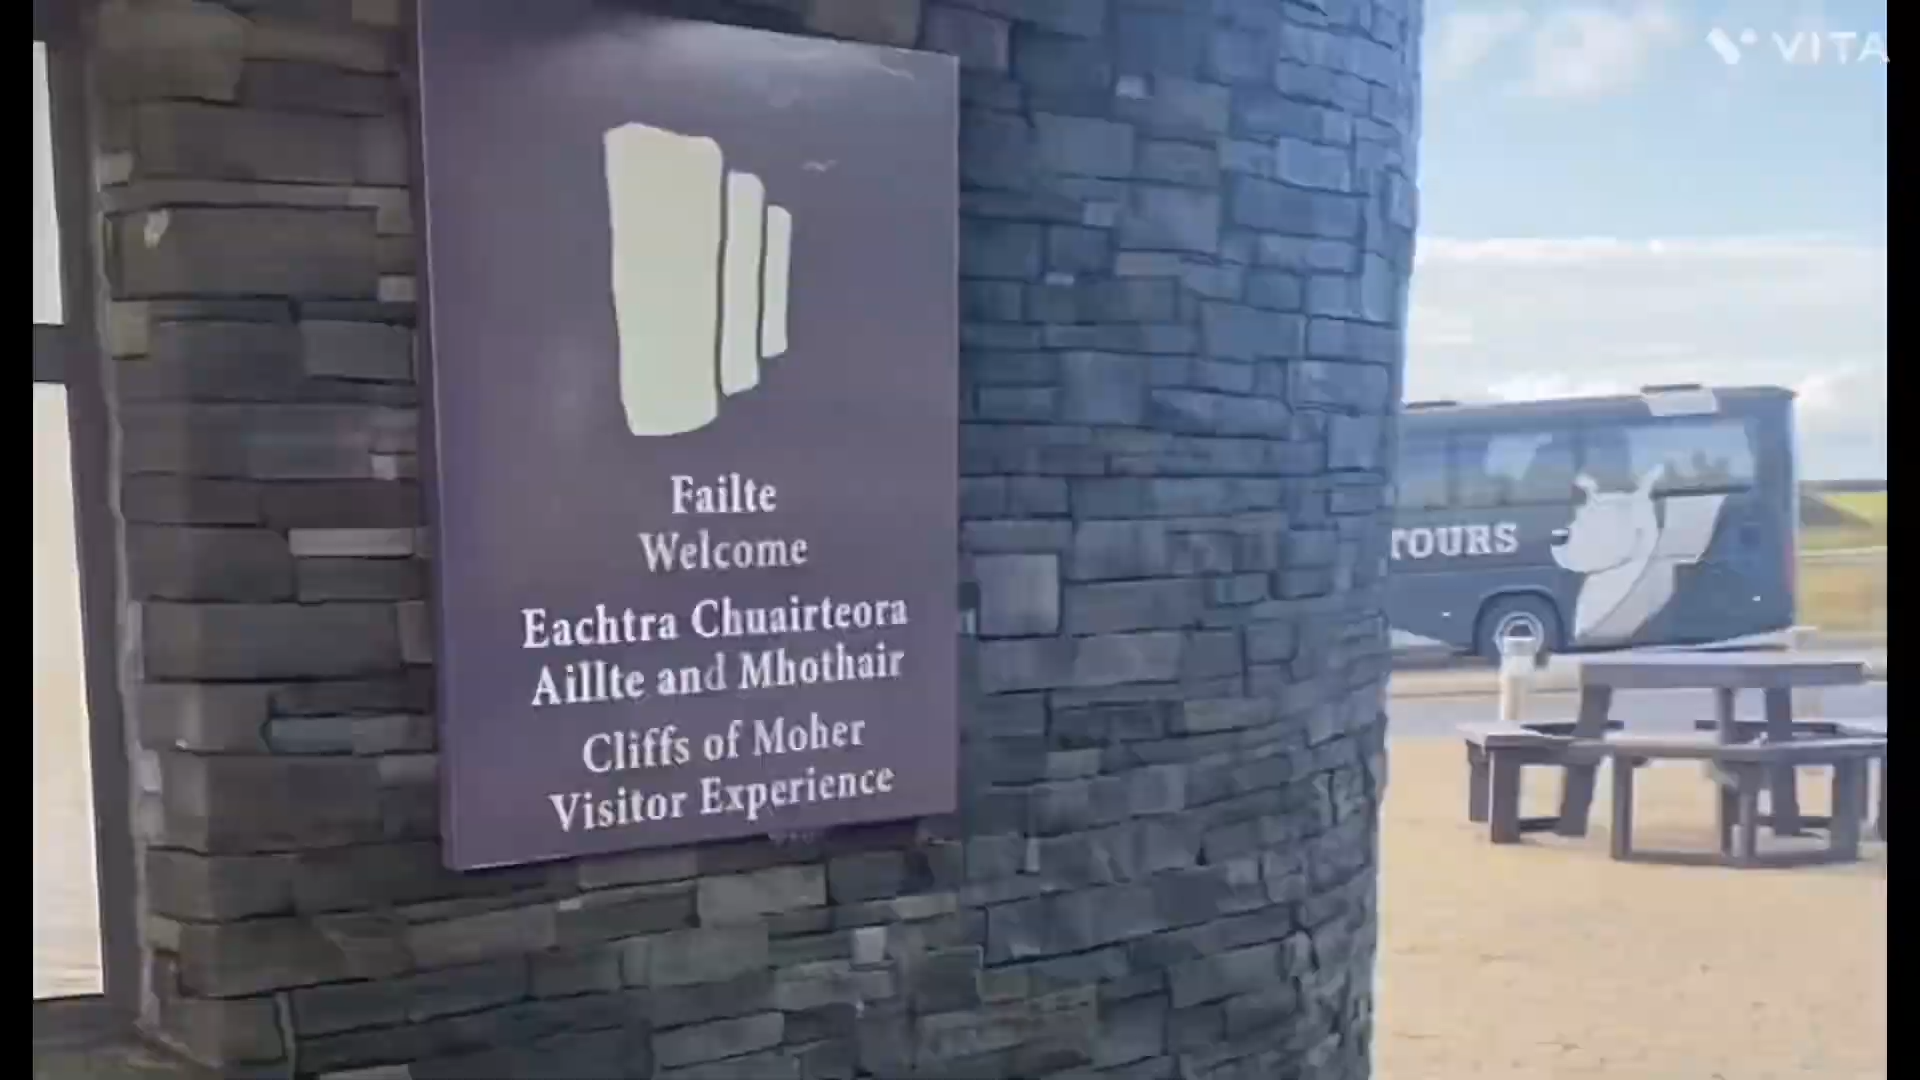 Failte
Welcome
Eachtra Chuairteora
Aillte and Mhothair
Cliffs of Moher
Visitor Experience
TOURS
VITA